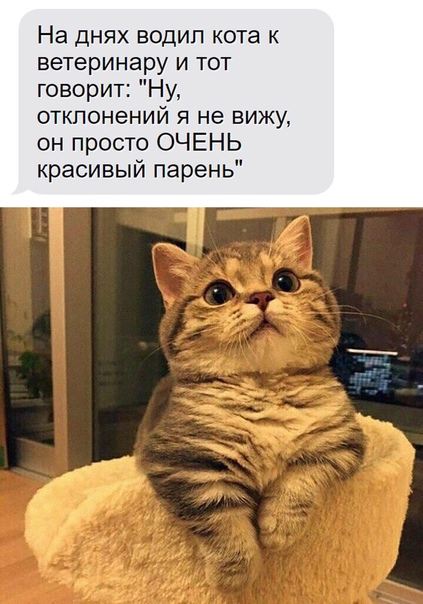 На днях водил кота к
ветеринару и тот
говорит: "Ну,
отклонений я не вижу,
он просто ОЧЕНЬ
красивый парень"